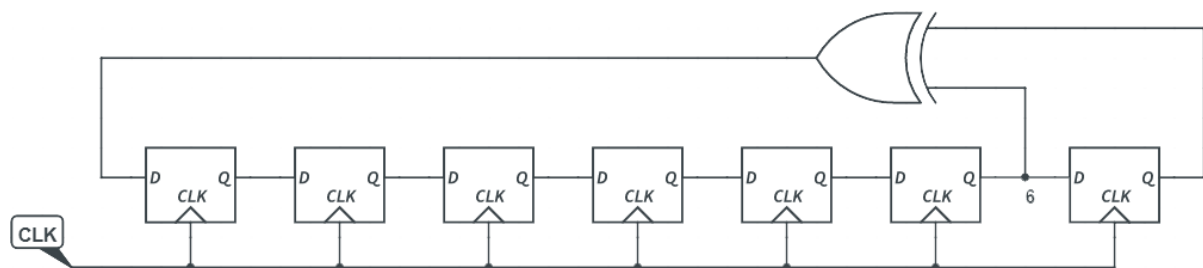 D Q D Q D Q D Q D Q D Q D Q
CLK CLK CLK CLK CLK CLK 6 CLK
CLK